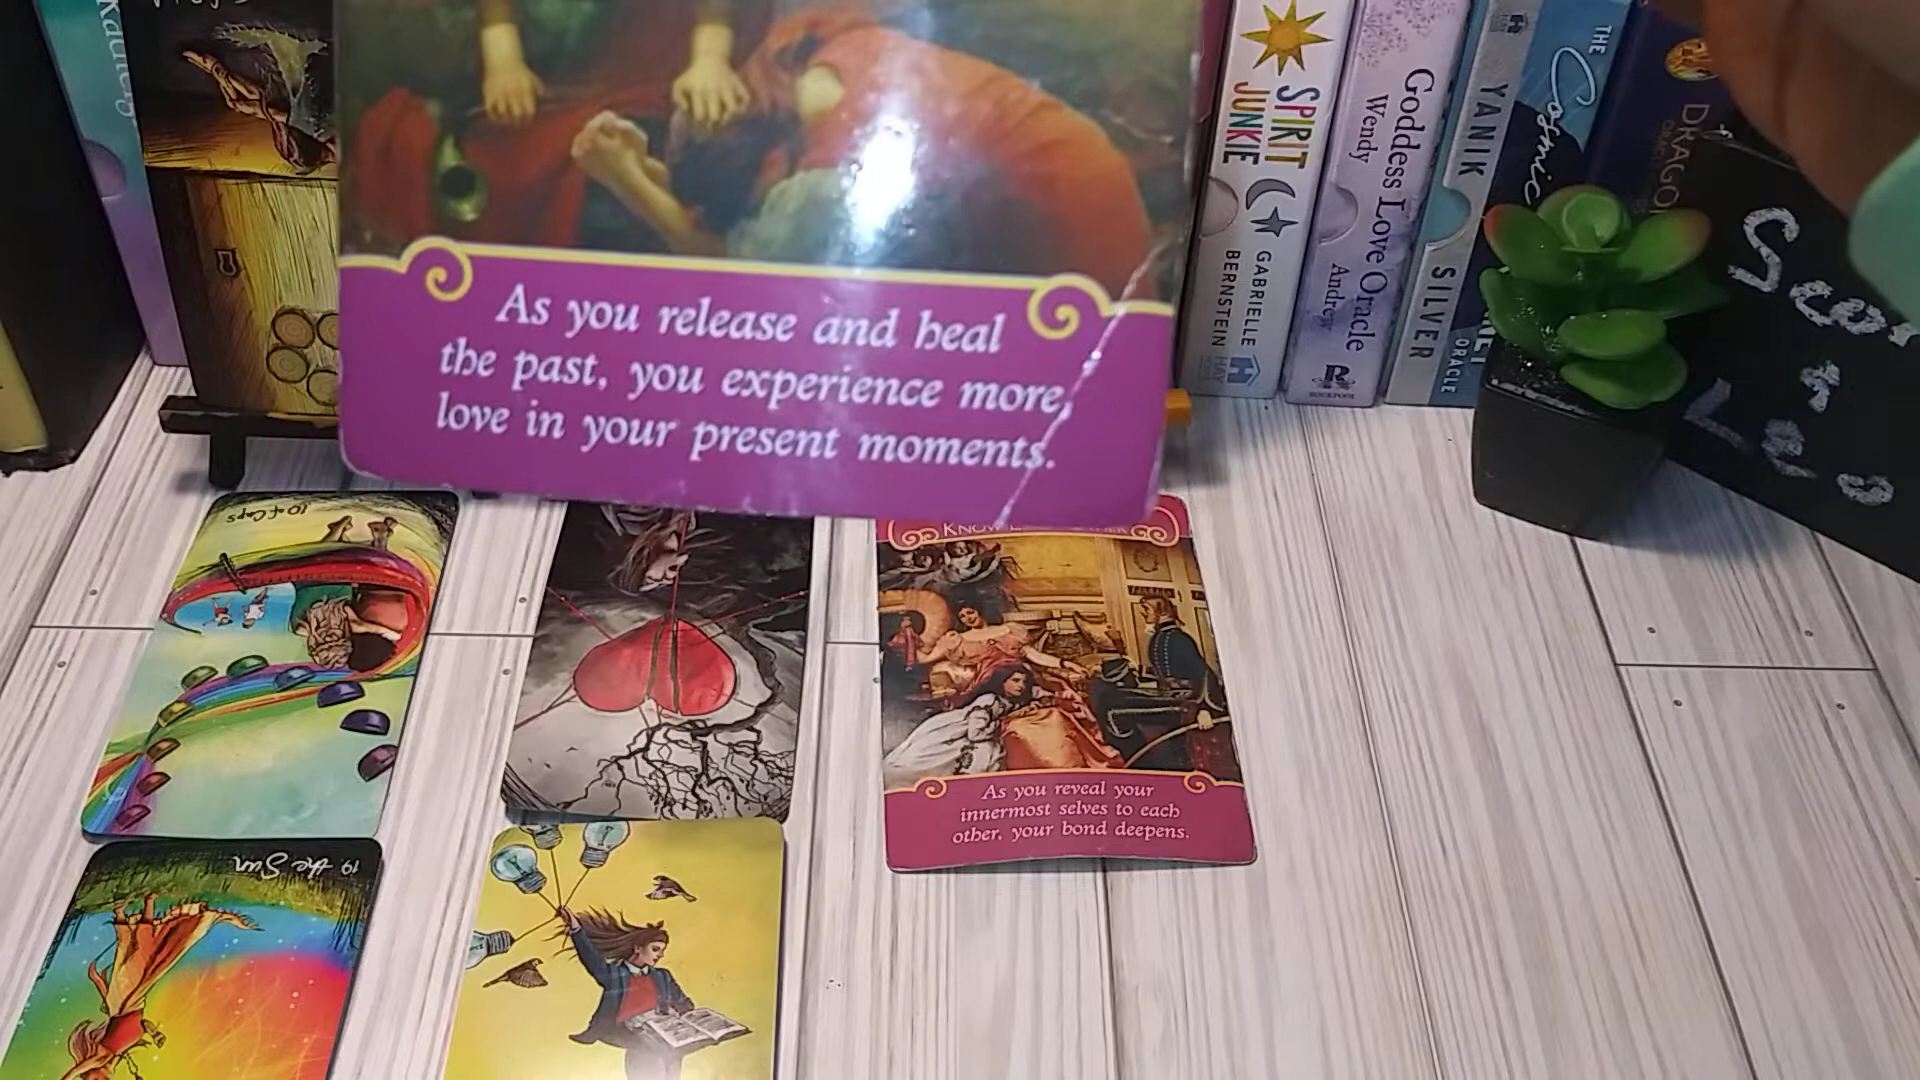 As you release and heal
the past, you experience more
love in your present moments.
10 of Cups
19. the Sun
As you reveal your
innermost selves to each
other, your bond deepens.
SPIRIT
JUNKIE
GABRIELLE
BERNSTEIN
HAY
Goddess Love Oracle
Wendy Andrew
ROCKPOOL
YANIK
SILVER
THE
Cosmic
ORACLE